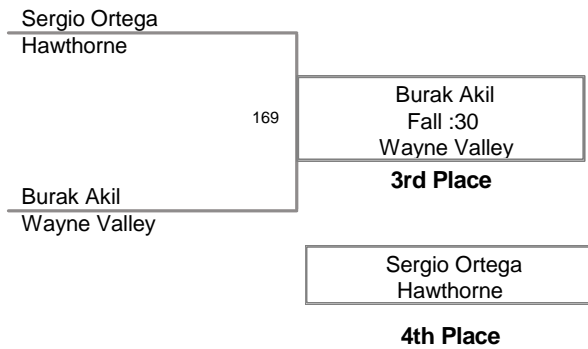 Sergio Ortega
Hawthorne
169
Burak Akil
Fall :30
Wayne Valley
3rd Place
Burak Akil
Wayne Valley
Sergio Ortega
Hawthorne
4th Place